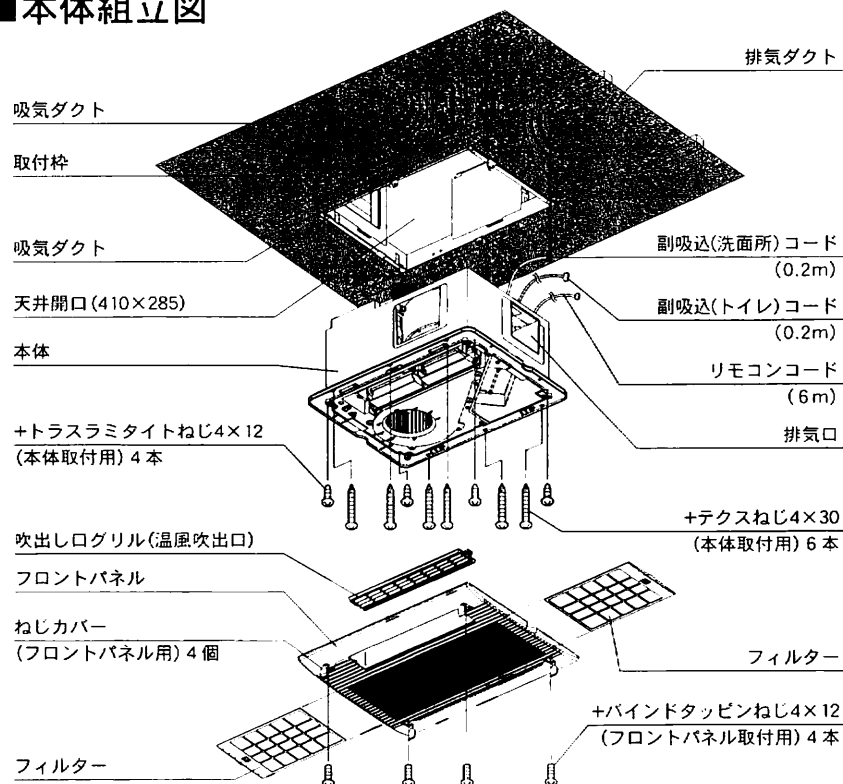 ■本体組立図
吸気ダクト
取付枠
吸気ダクト
天井開口(410×285)
本体
+トラスラミタイトねじ4×12
(本体取付用)4本
吹出し口グリル(温風吹出口)
フロントパネル
ねじカバー
(フロントパネル用)4個
フィルター
排気ダクト
副吸込(洗面所)コード
(0.2m)
副吸込(トイレ)コード
(0.2m)
リモコンコード
(6m)
排気口
+テクスねじ4×30
(本体取付用)6本
フィルター
+バインドタッピンねじ4×12
(フロントパネル取付用)4本